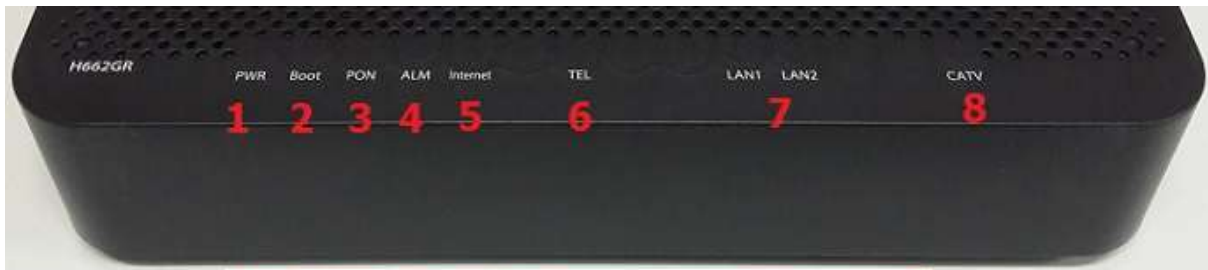 H662GR
PWR Boot PON ALM Internet TEL LAN1 LAN2 CATV
1 2 3 4 5 6 7 8